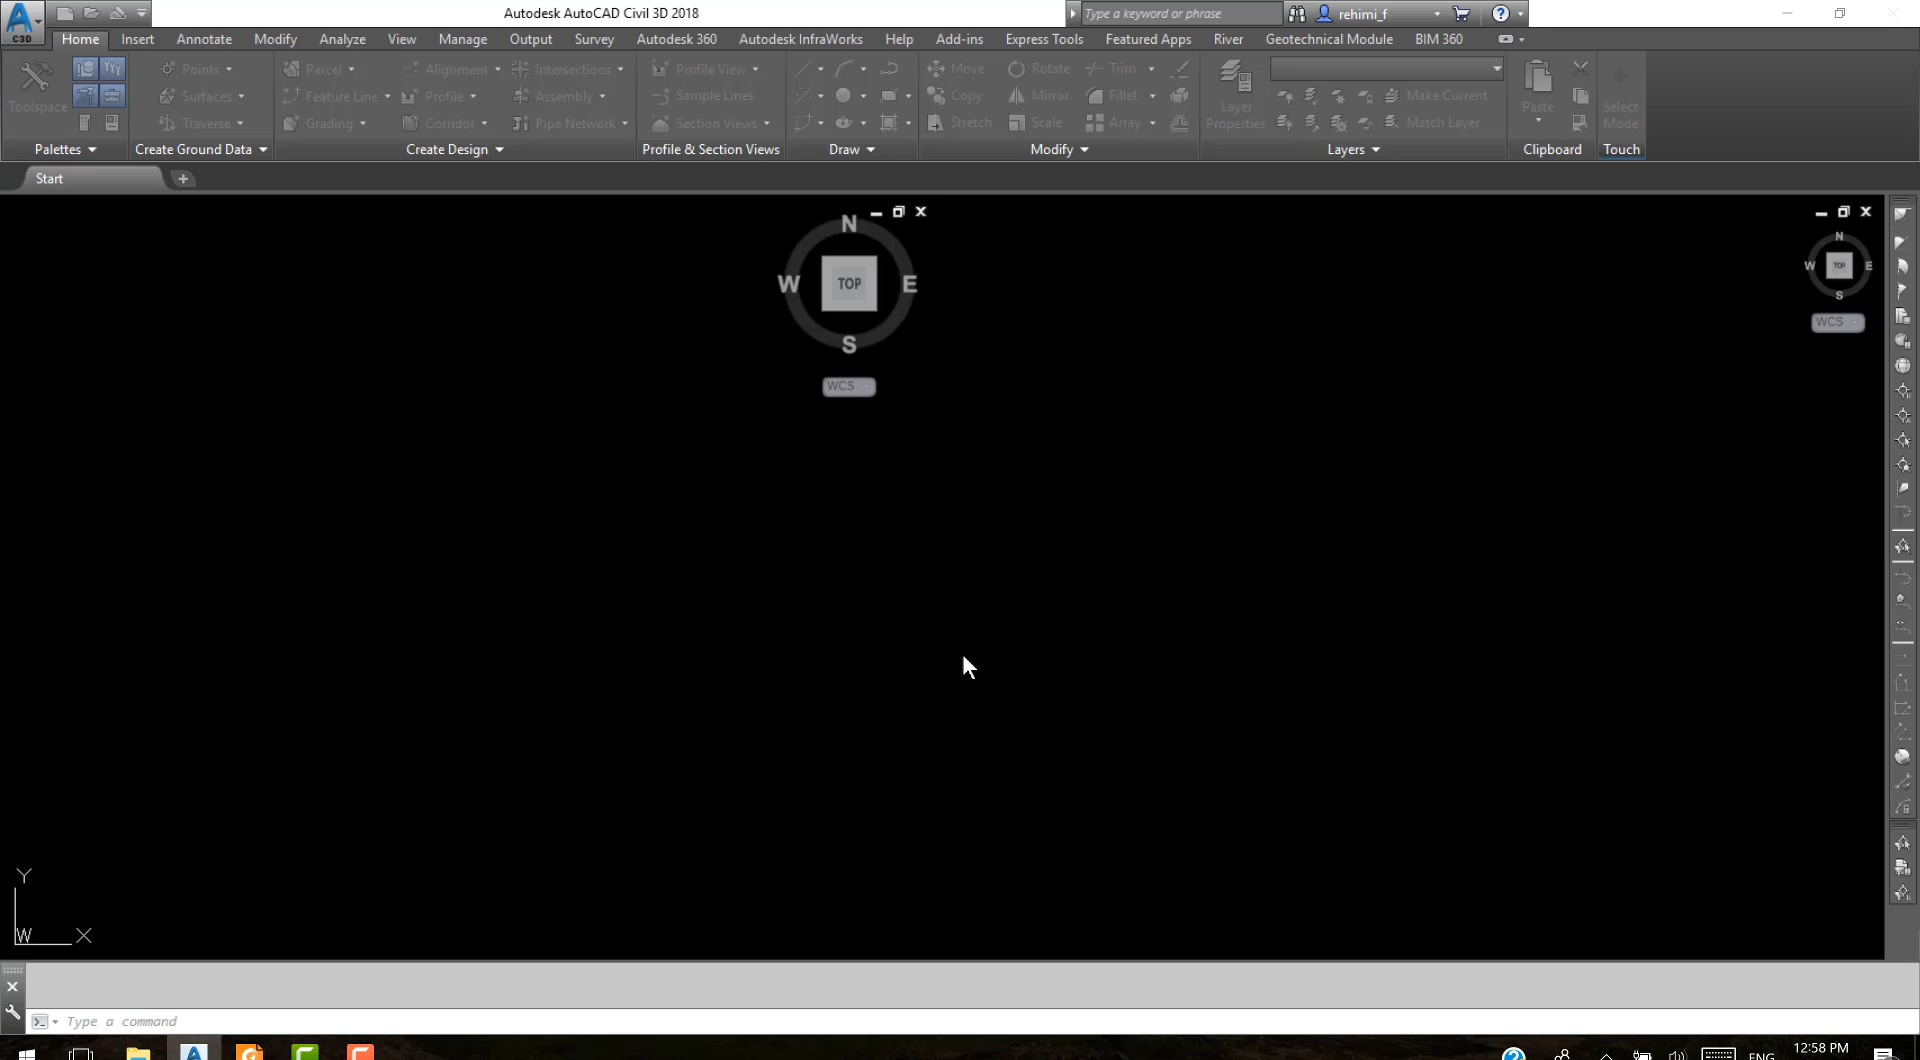 Autodesk AutoCAD Civil 3D 2018
Type a keyword or phrase
rehimi_f
C3D
Home Insert Annotate Modify Analyze View Manage Output Survey Autodesk 360 Autodesk InfraWorks Help Add-ins Express Tools Featured Apps River Geotechnical Module BIM 360
Points Parcel Alignment Intersections Profile View Move Rotate Trim
Surfaces Feature Line Profile Assembly Sample Lines Copy Mirror Fillet Make Current
Toolspace Layer Properties Paste Select Mode
Traverse Grading Corridor Pipe Network Section Views Stretch Scale Array Match Layer
Palettes Create Ground Data Create Design Profile & Section Views Draw Modify Layers Clipboard Touch
Start
N
W TOP E
S
WCS
N
W TOP E
S
WCS
Y
W X
Type a command
12:58 PM
ENG